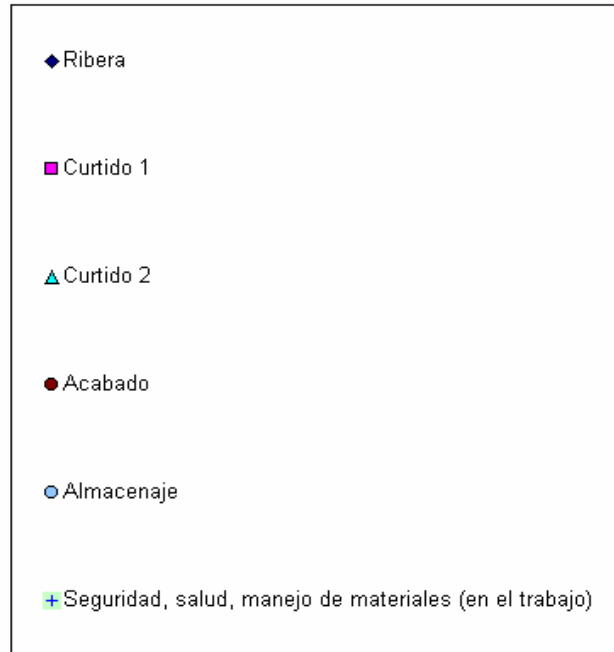 Ribera
Curtido 1
Curtido 2
Acabado
Almacenaje
Seguridad, salud, manejo de materiales (en el trabajo)